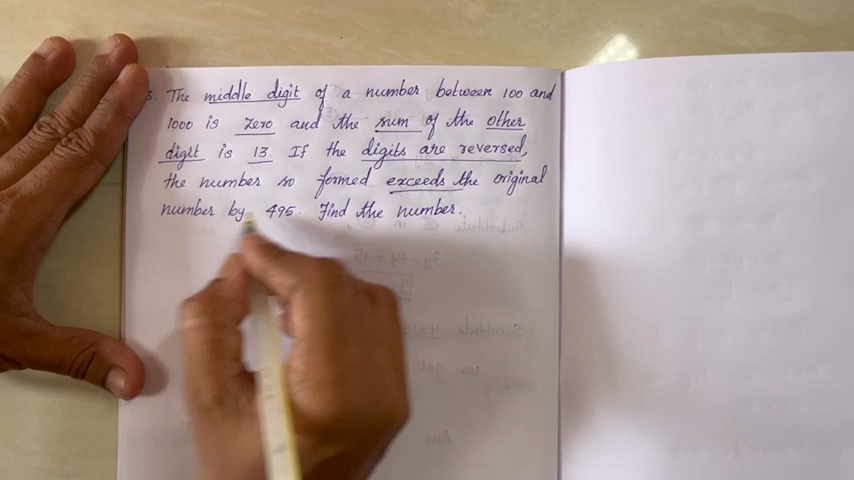 3. The middle digit of a number between 100 and
1000 is zero and the sum of the other
digit is 13. If the digits are reversed,
the number so formed exceeds the original
number by 495. Find the number.